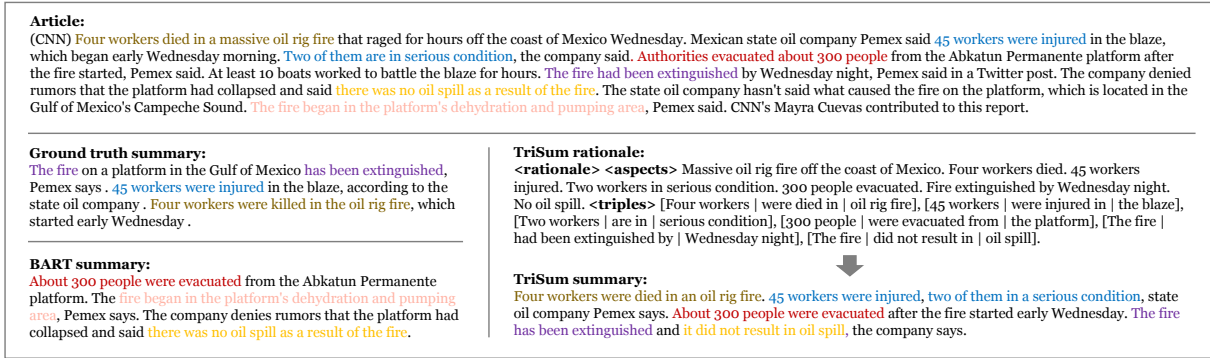 Article:
(CNN) Four workers died in a massive oil rig fire that raged for hours off the coast of Mexico Wednesday. Mexican state oil company Pemex said 45 workers were injured in the blaze,
which began early Wednesday morning. Two of them are in serious condition, the company said. Authorities evacuated about 300 people from the Abkatun Permanente platform after
the fire started, Pemex said. At least 10 boats worked to battle the blaze for hours. The fire had been extinguished by Wednesday night, Pemex said in a Twitter post. The company denied
rumors that the platform had collapsed and said there was no oil spill as a result of the fire. The state oil company hasn't said what caused the fire on the platform, which is located in the
Gulf of Mexico's Campeche Sound. The fire began in the platform's dehydration and pumping area, Pemex said. CNN's Mayra Cuevas contributed to this report.
Ground truth summary:
The fire on a platform in the Gulf of Mexico has been extinguished,
Pemex says . 45 workers were injured in the blaze, according to the
state oil company . Four workers were killed in the oil rig fire, which
started early Wednesday .
BART summary:
About 300 people were evacuated from the Abkatun Permanente
platform. The fire began in the platform's dehydration and pumping
area, Pemex says. The company denies rumors that the platform had
collapsed and said there was no oil spill as a result of the fire.
TriSum rationale:
<rationale> <aspects> Massive oil rig fire off the coast of Mexico. Four workers died. 45 workers
injured. Two workers in serious condition. 300 people evacuated. Fire extinguished by Wednesday night.
No oil spill. <triples> [Four workers | were died in | oil rig fire], [45 workers | were injured in | the blaze],
[Two workers | are in | serious condition], [300 people | were evacuated from | the platform], [The fire |
had been extinguished by | Wednesday night], [The fire | did not result in | oil spill].
TriSum summary:
Four workers were died in an oil rig fire. 45 workers were injured, two of them in a serious condition, state
oil company Pemex says. About 300 people were evacuated after the fire started early Wednesday. The fire
has been extinguished and it did not result in oil spill, the company says.